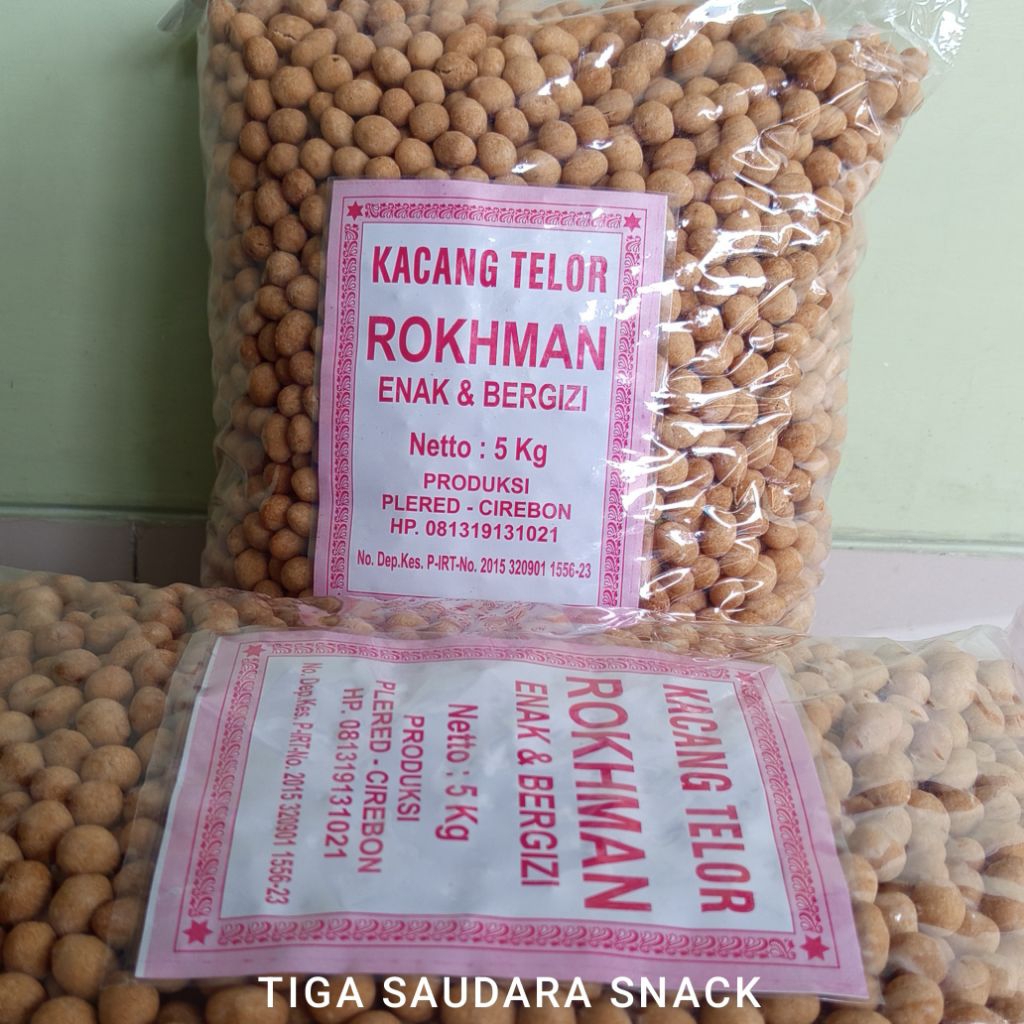 KACANG TELOR
ROKHMAN
ENAK & BERGIZI
Netto : 5 Kg
PRODUKSI
PLERED - CIREBON
HP. 081319131021
No. Dep.Kes. P-IRT-No. 2015 320901 1556-23
KACANG TELOR
ROKHMAN
ENAK & BERGIZI
Netto : 5 Kg
PRODUKSI
PLERED - CIREBON
HP. 081319131021
No. Dep.Kes. P-IRT-No. 2015 320901 1556-23
TIGA SAUDARA SNACK